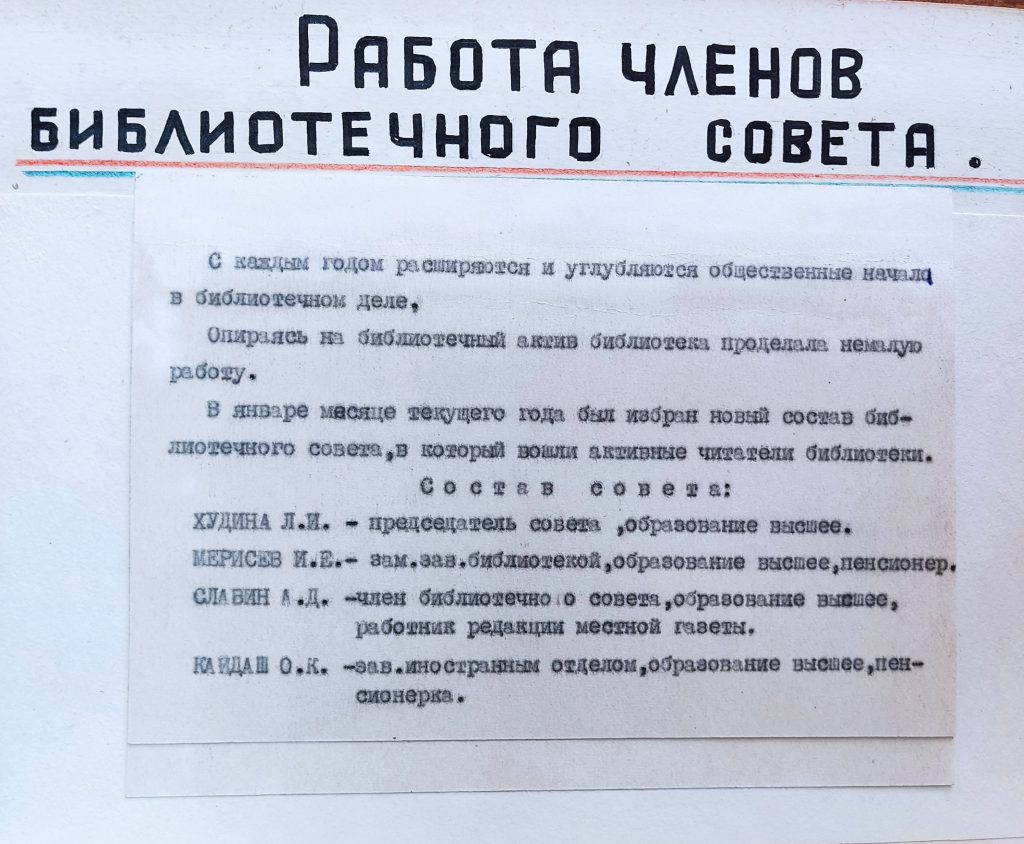 РАБОТА ЧЛЕНОВ
БИБЛИОТЕЧНОГО СОВЕТА.
С каждым годом расширяются и углубляются общественные начала
в библиотечном деле,
Опираясь на библиотечный актив библиотека проделала немалую
работу.
В январе месяце текущего года был избран новый состав биб-
лиотечного совета,в который вошли активные читатели библиотеки.
С о с т а в  с о в е т а:
ХУДИНА Л.И. - председатель совета ,образование высшее.
МЕРИСЕВ И.Е.- зам.зав.библиотекой,образование высшее,пенсионер.
СЛАВИН А.Д. -член библиотечно о совета,образование высшее,
работник редакции местной газеты.
КАЙДАШ О.К. -зав.иностранным отделом,образование высшее,пен-
сионерка.